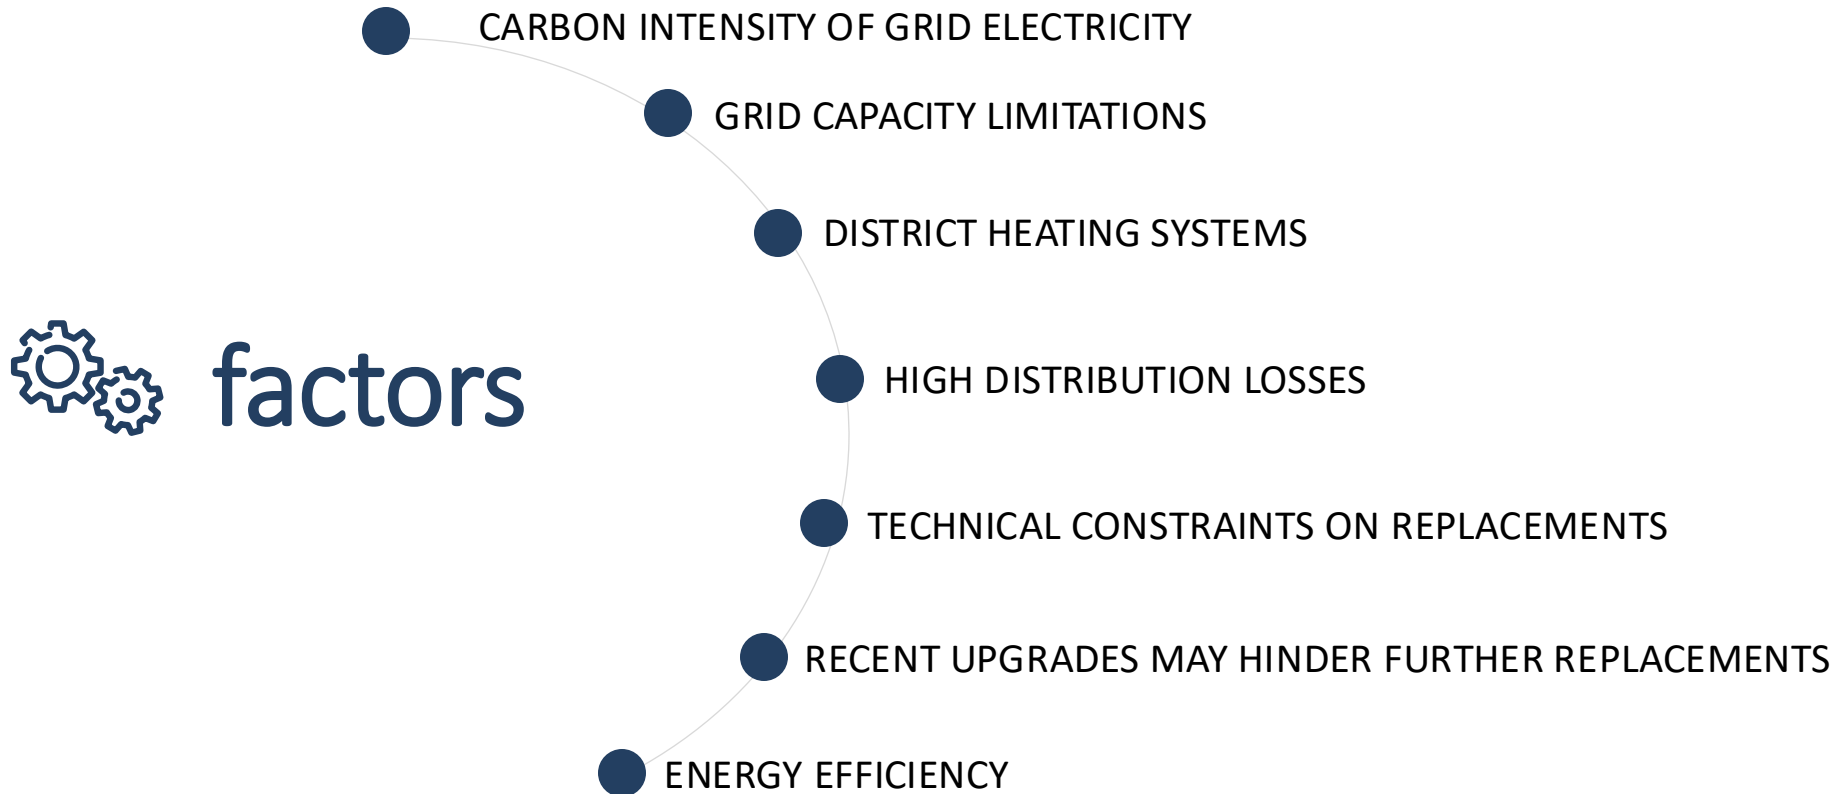 CARBON INTENSITY OF GRID ELECTRICITY
GRID CAPACITY LIMITATIONS
DISTRICT HEATING SYSTEMS
factors
HIGH DISTRIBUTION LOSSES
TECHNICAL CONSTRAINTS ON REPLACEMENTS
RECENT UPGRADES MAY HINDER FURTHER REPLACEMENTS
ENERGY EFFICIENCY